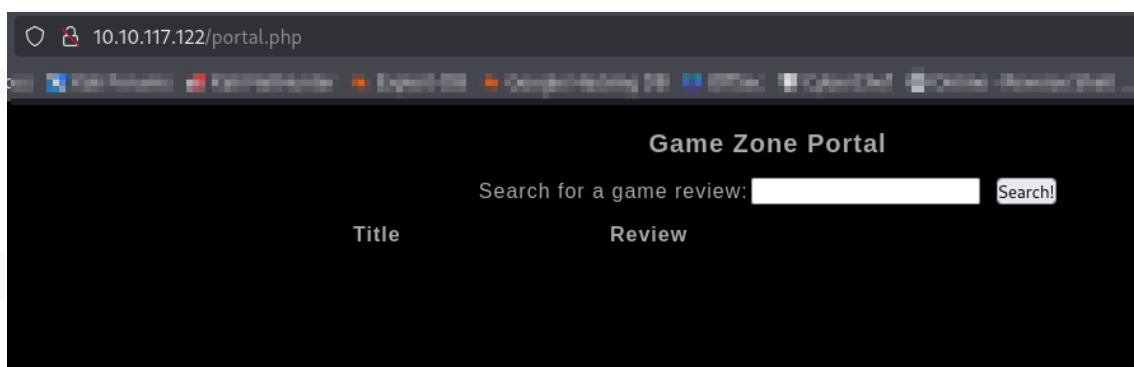 10.10.117.122/portal.php
Game Zone Portal
Search for a game review: Search!
Title Review